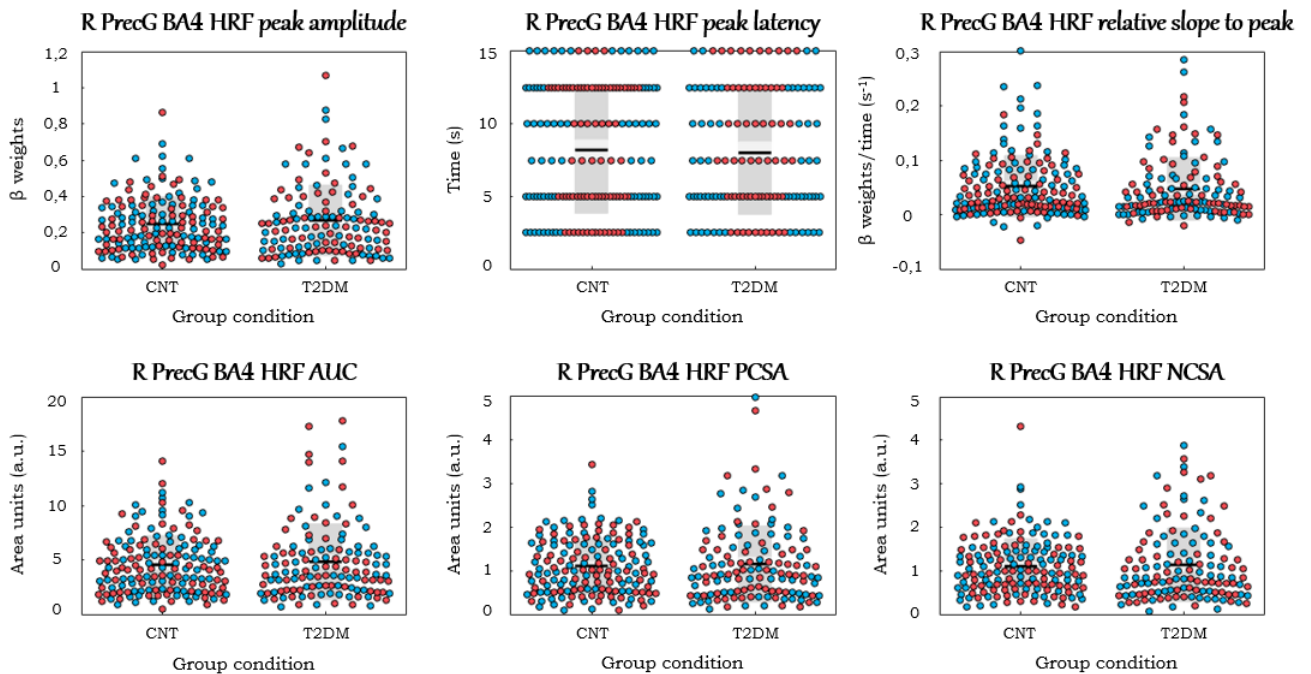 R PrecG BA4 HRF peak amplitude
β weights
1,2
1
0,8
0,6
0,4
0,2
0
CNT
T2DM
Group condition
R PrecG BA4 HRF peak latency
Time (s)
15
10
5
0
CNT
T2DM
Group condition
R PrecG BA4 HRF relative slope to peak
β weights/time (s⁻¹)
0,3
0,2
0,1
0
-0,1
CNT
T2DM
Group condition
R PrecG BA4 HRF AUC
Area units (a.u.)
20
15
10
5
0
CNT
T2DM
Group condition
R PrecG BA4 HRF PCSA
Area units (a.u.)
5
4
3
2
1
0
CNT
T2DM
Group condition
R PrecG BA4 HRF NCSA
Area units (a.u.)
5
4
3
2
1
0
CNT
T2DM
Group condition